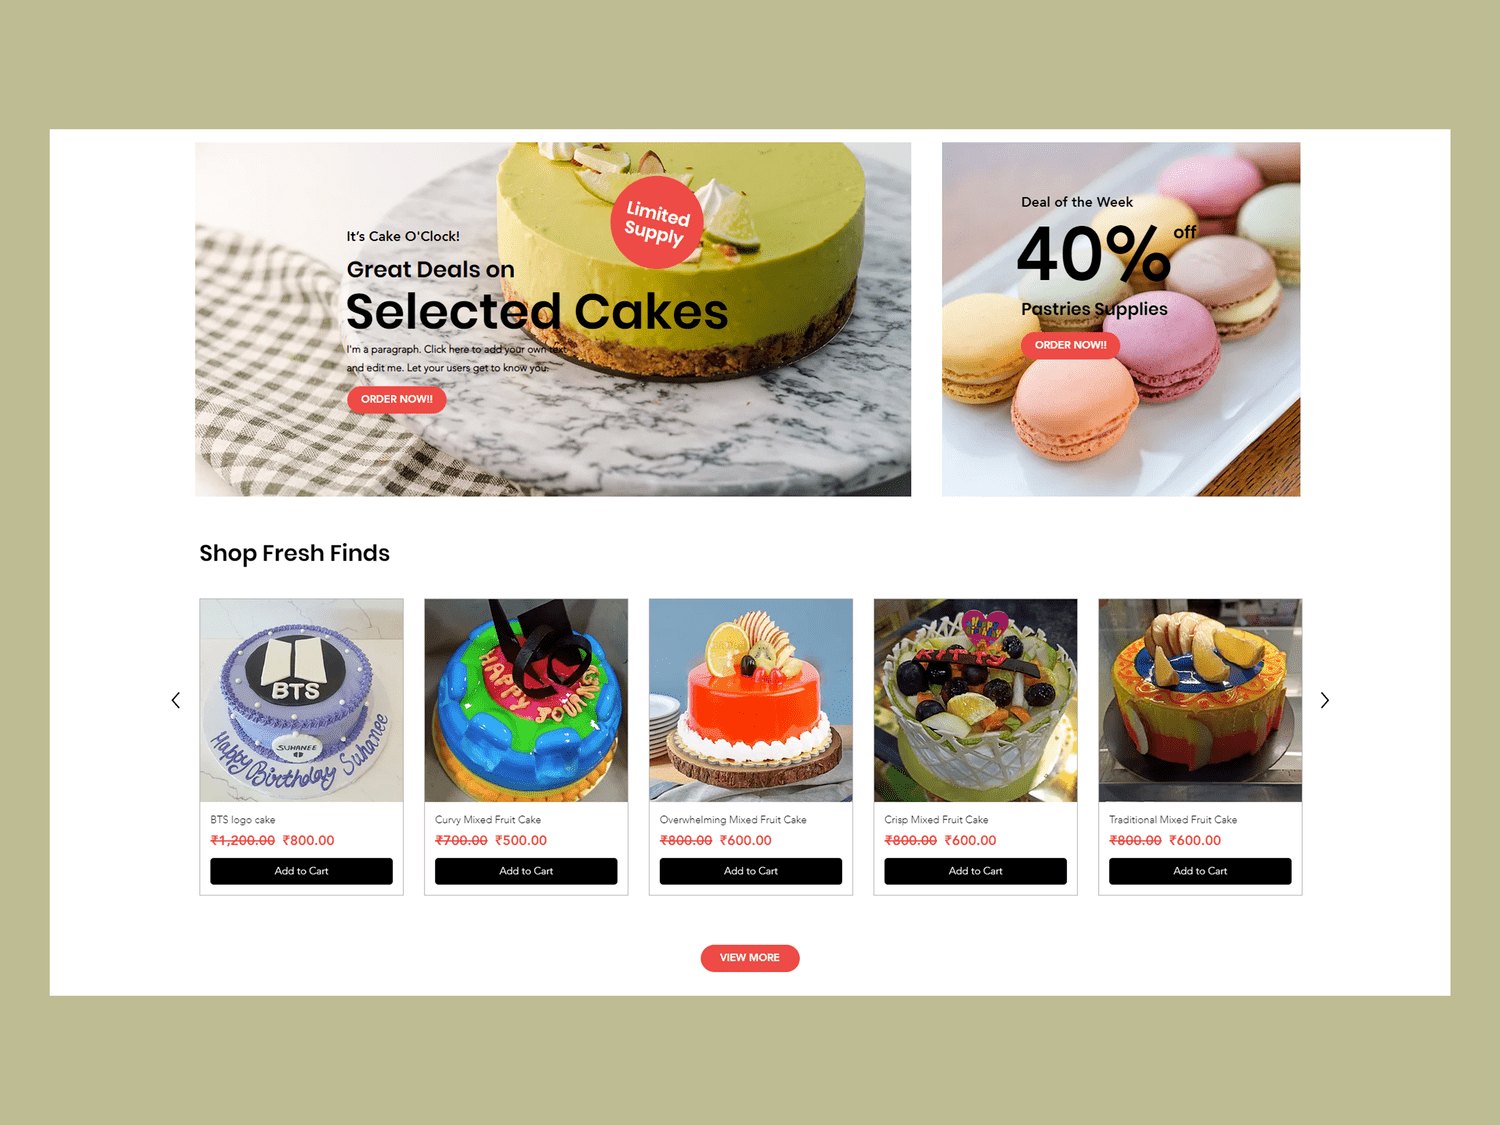 It's Cake O'Clock!
Great Deals on
Selected Cakes
I'm a paragraph. Click here to add your own text
and edit me. Let your users get to know you.
ORDER NOW!!
Limited
Supply
Deal of the Week
40% off
Pastries Supplies
ORDER NOW!!
Shop Fresh Finds
BTS
SUHANEE
Happy Birthday Suhanee
HAPPY
Happy
Birthday
BTS logo cake
₹1,200.00 ₹800.00
Add to Cart
Curvy Mixed Fruit Cake
₹700.00 ₹500.00
Add to Cart
Overwhelming Mixed Fruit Cake
₹800.00 ₹600.00
Add to Cart
Crisp Mixed Fruit Cake
₹800.00 ₹600.00
Add to Cart
Traditional Mixed Fruit Cake
₹800.00 ₹600.00
Add to Cart
VIEW MORE